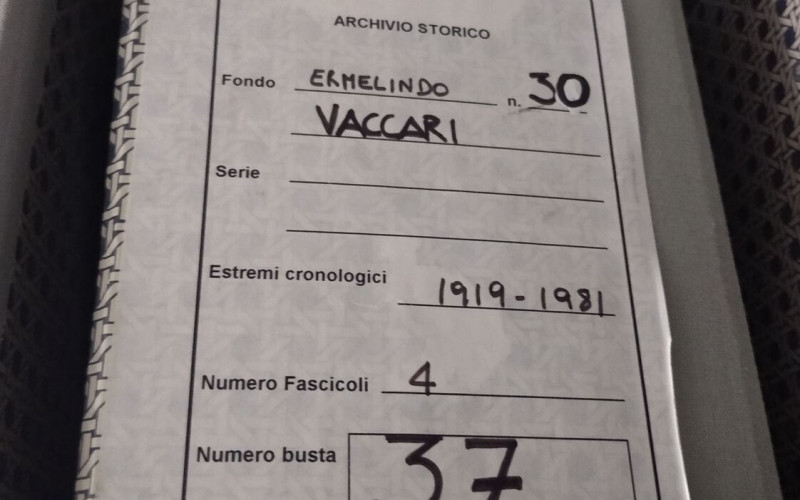 ARCHIVIO STORICO
Fondo ERMELINDO n. 30
VACCARI
Serie
Estremi cronologici
1919-1981
Numero Fascicoli 4
Numero busta 37